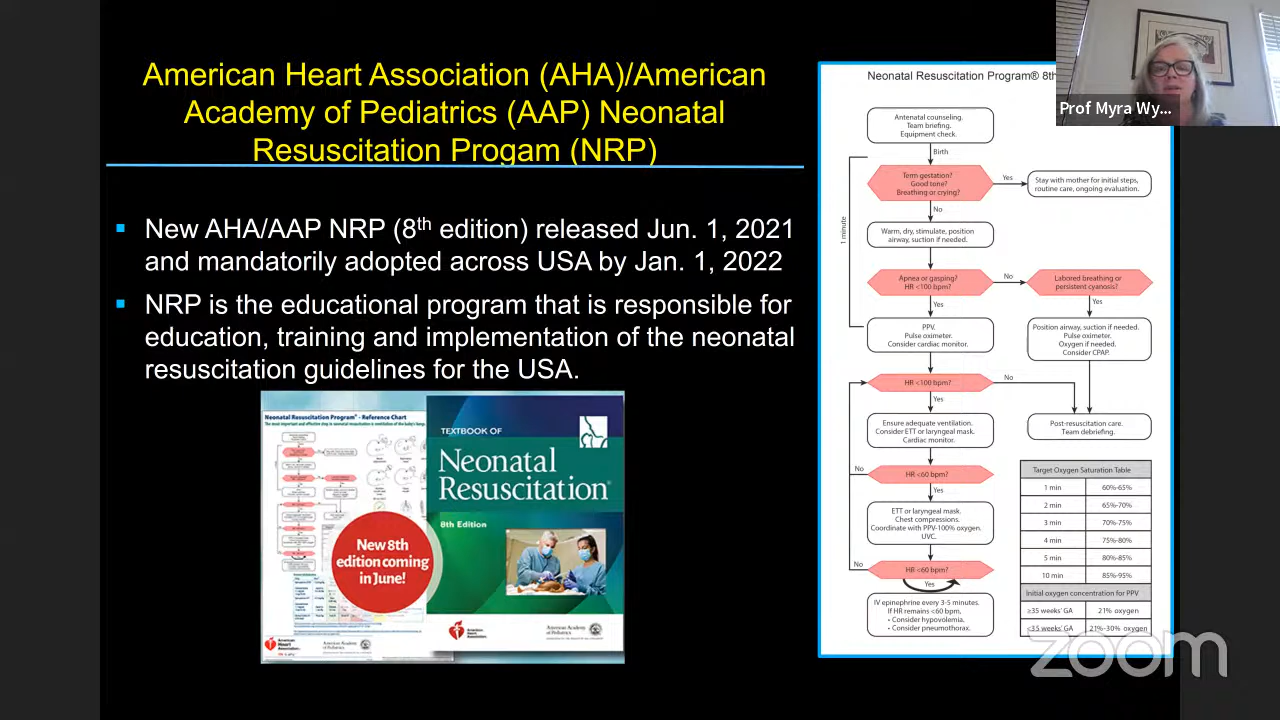 American Heart Association (AHA)/American
Academy of Pediatrics (AAP) Neonatal
Resuscitation Progam (NRP)
New AHA/AAP NRP (8th edition) released Jun. 1, 2021
and mandatorily adopted across USA by Jan. 1, 2022
NRP is the educational program that is responsible for
education, training and implementation of the neonatal
resuscitation guidelines for the USA.
Neonatal Resuscitation Program® - Reference Chart
New 8th
edition coming
in June!
American
Heart
Association
TEXTBOOK OF
Neonatal
Resuscitation®
8th Edition
American
Heart
Association
American Academy
of Pediatrics
Neonatal Resuscitation Program® 8th
Prof Myra Wy...
Antenatal counseling.
Team briefing.
Equipment check.
Birth
1 minute
Term gestation?
Good tone?
Breathing or crying?
Yes
Stay with mother for initial steps,
routine care, ongoing evaluation.
No
Warm, dry, stimulate, position
airway, suction if needed.
Apnea or gasping?
HR <100 bpm?
No
Labored breathing or
persistent cyanosis?
Yes
Yes
PPV.
Pulse oximeter.
Consider cardiac monitor.
Position airway, suction if needed.
Pulse oximeter.
Oxygen if needed.
Consider CPAP.
HR <100 bpm?
No
Yes
Ensure adequate ventilation.
Consider ETT or laryngeal mask.
Cardiac monitor.
Post-resuscitation care.
Team debriefing.
No
HR <60 bpm?
Yes
ETT or laryngeal mask.
Chest compressions.
Coordinate with PPV-100% oxygen.
UVC.
No
HR <60 bpm?
Yes
IV epinephrine every 3-5 minutes.
If HR remains <60 bpm,
• Consider hypovolemia.
• Consider pneumothorax.
Target Oxygen Saturation Table
1 min 60%-65%
2 min 65%-70%
3 min 70%-75%
4 min 75%-80%
5 min 80%-85%
10 min 85%-95%
Initial oxygen concentration for PPV
≥35 weeks' GA 21% oxygen
<35 weeks' GA 21%-30% oxygen
zoom